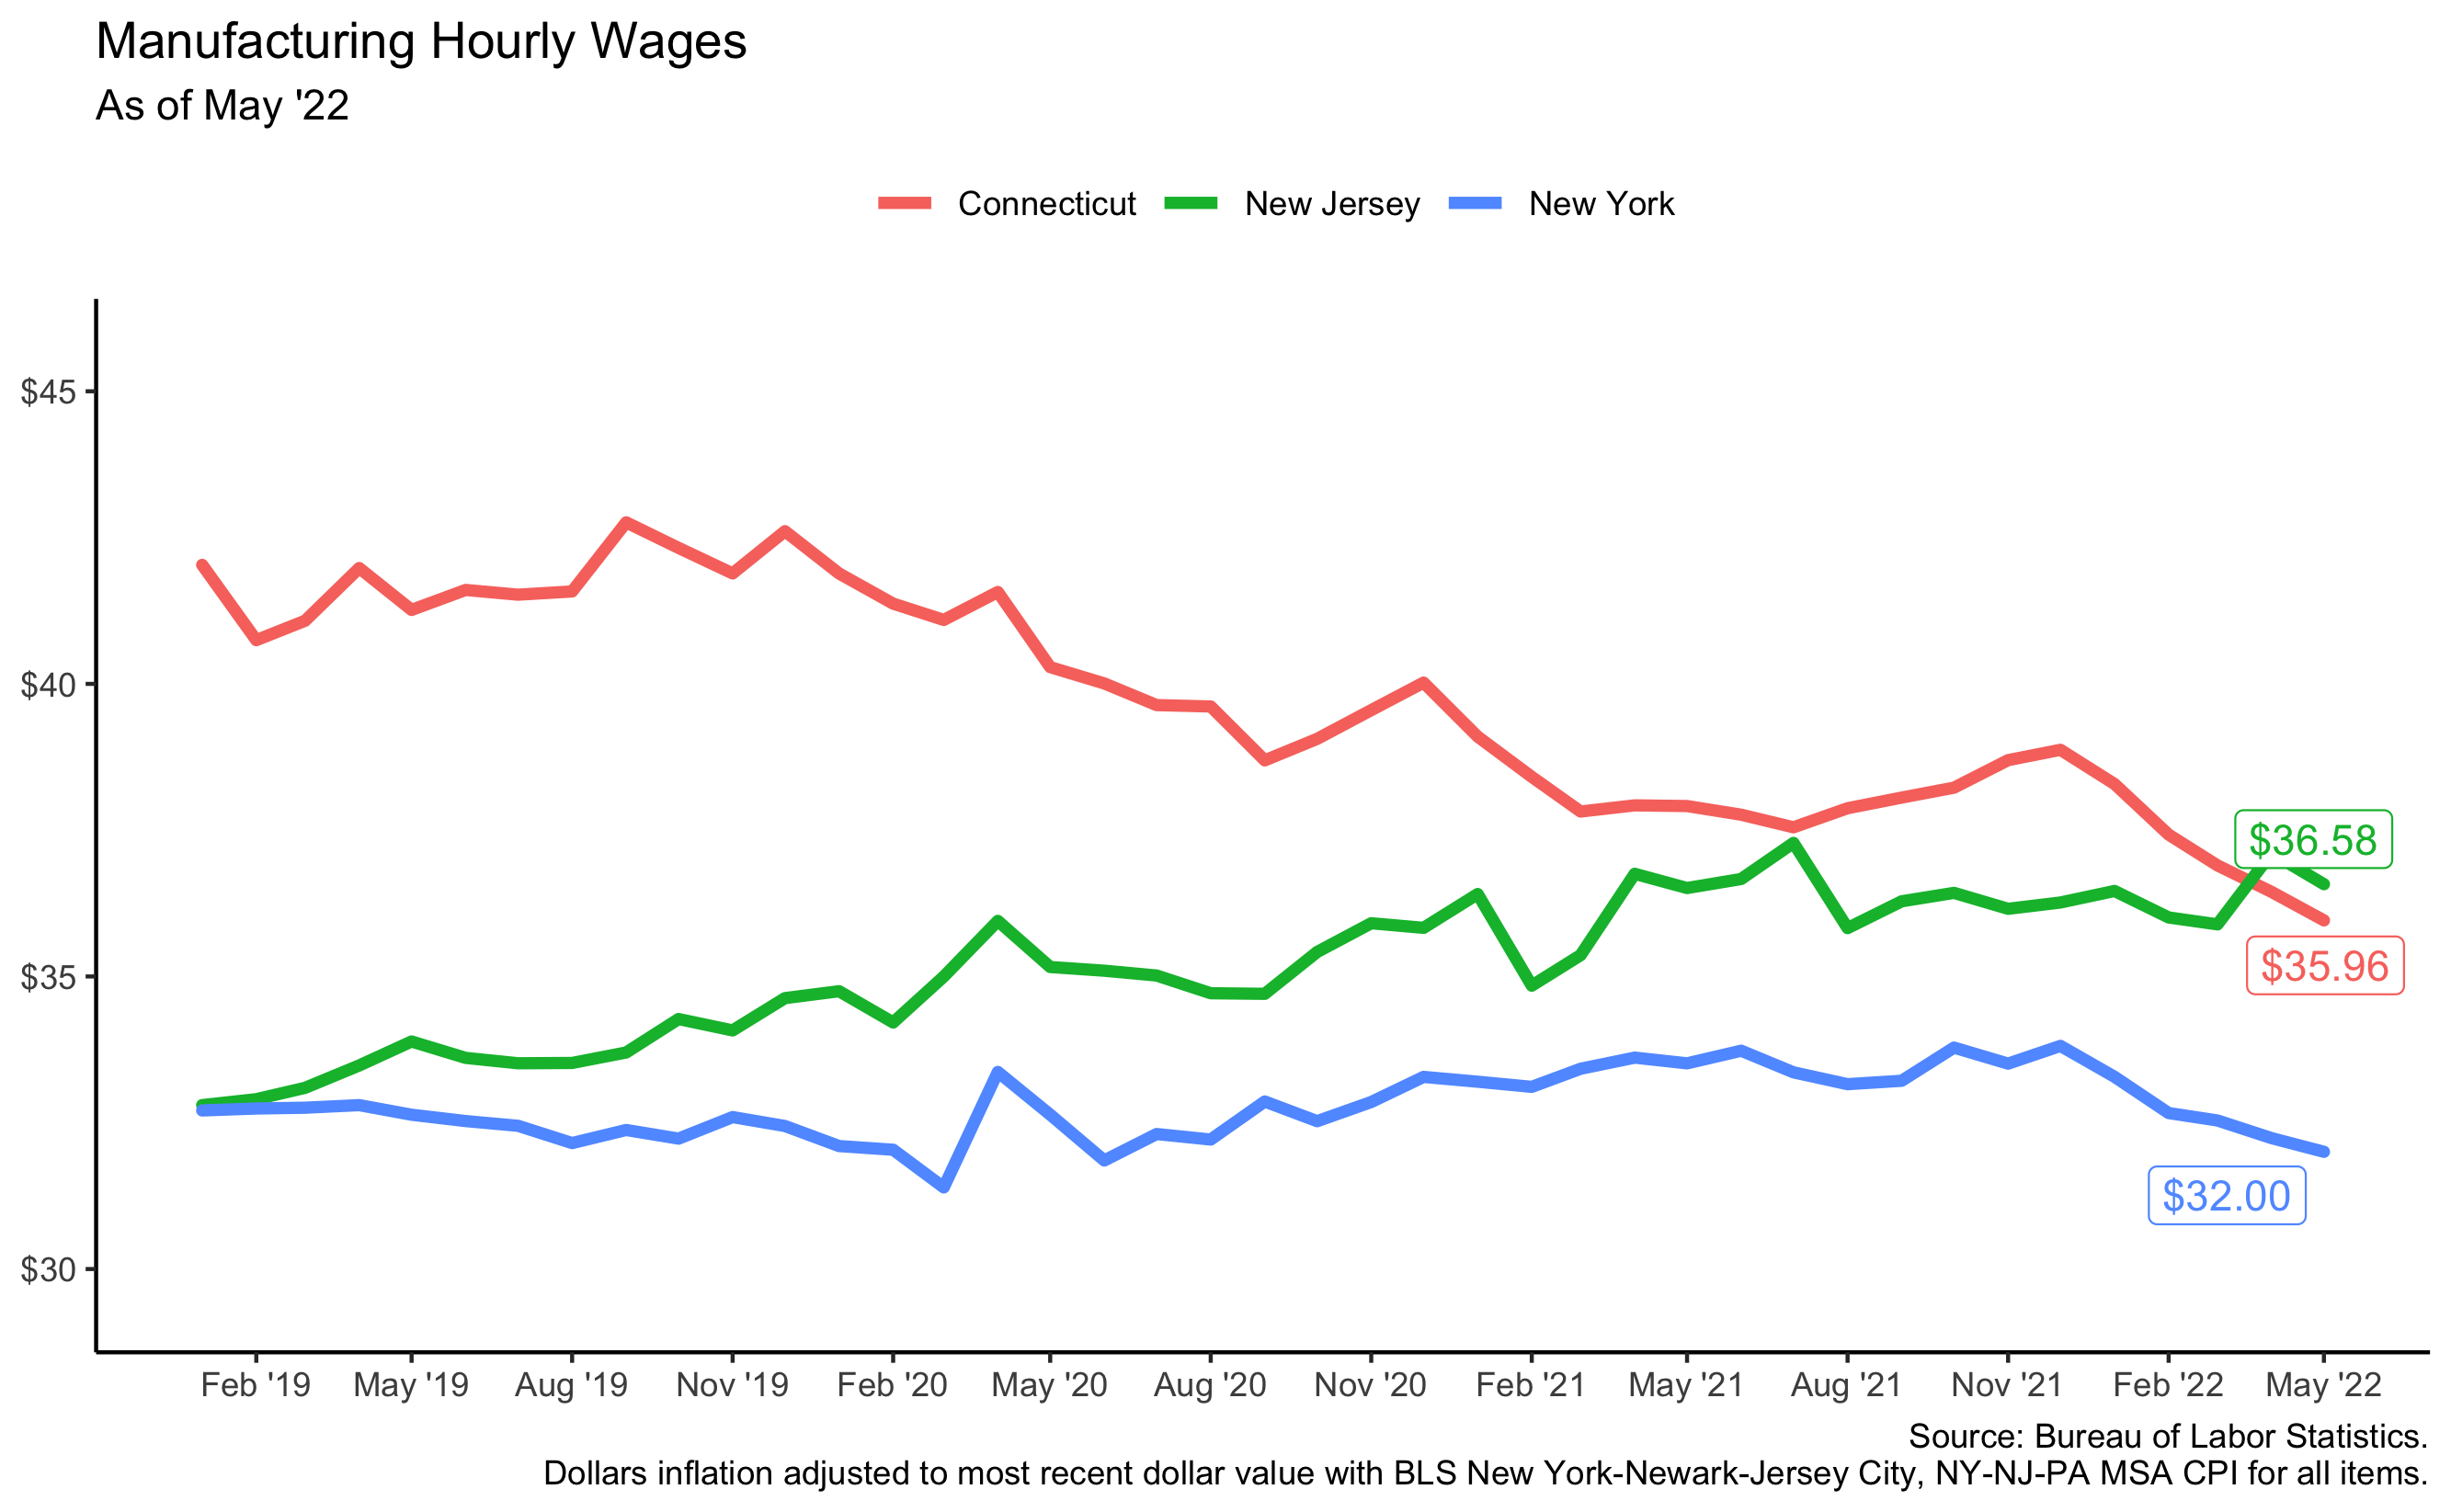 Manufacturing Hourly Wages
As of May '22
Connecticut New Jersey New York
$45
$40
$35
$30
$36.58
$35.96
$32.00
Feb '19 May '19 Aug '19 Nov '19 Feb '20 May '20 Aug '20 Nov '20 Feb '21 May '21 Aug '21 Nov '21 Feb '22 May '22
Source: Bureau of Labor Statistics.
Dollars inflation adjusted to most recent dollar value with BLS New York-Newark-Jersey City, NY-NJ-PA MSA CPI for all items.